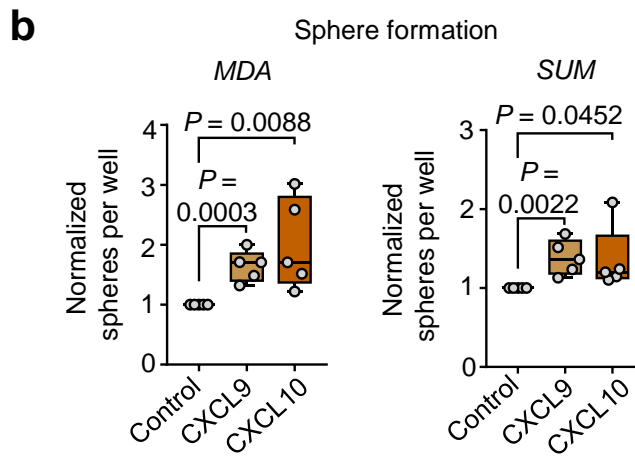 b
Sphere formation
MDA
Normalized
spheres per well
4
3
2
1
0
P = 0.0088
P =
0.0003
Control
CXCL9
CXCL10
SUM
Normalized
spheres per well
3
2
1
0
P = 0.0452
P =
0.0022
Control
CXCL9
CXCL10